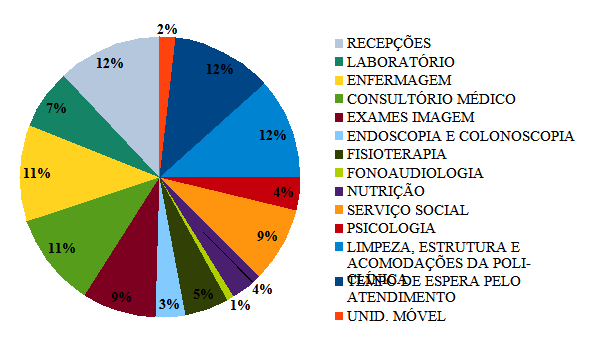 2%
12%
12%
12%
7%
11%
4%
11%
9%
9%
3%
5%
1%
4%
RECEPÇÕES
LABORATÓRIO
ENFERMAGEM
CONSULTÓRIO MÉDICO
EXAMES IMAGEM
ENDOSCOPIA E COLONOSCOPIA
FISIOTERAPIA
FONOAUDIOLOGIA
NUTRIÇÃO
SERVIÇO SOCIAL
PSICOLOGIA
LIMPEZA, ESTRUTURA E
ACOMODAÇÕES DA POLI-
CLÍNICA
TEMPO DE ESPERA PELO
ATENDIMENTO
UNID. MÓVEL